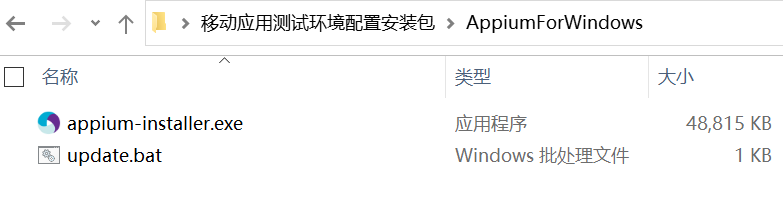 移动应用测试环境配置安装包 > AppiumForWindows
名称 类型 大小
appium-installer.exe 应用程序 48,815 KB
update.bat Windows 批处理文件 1 KB